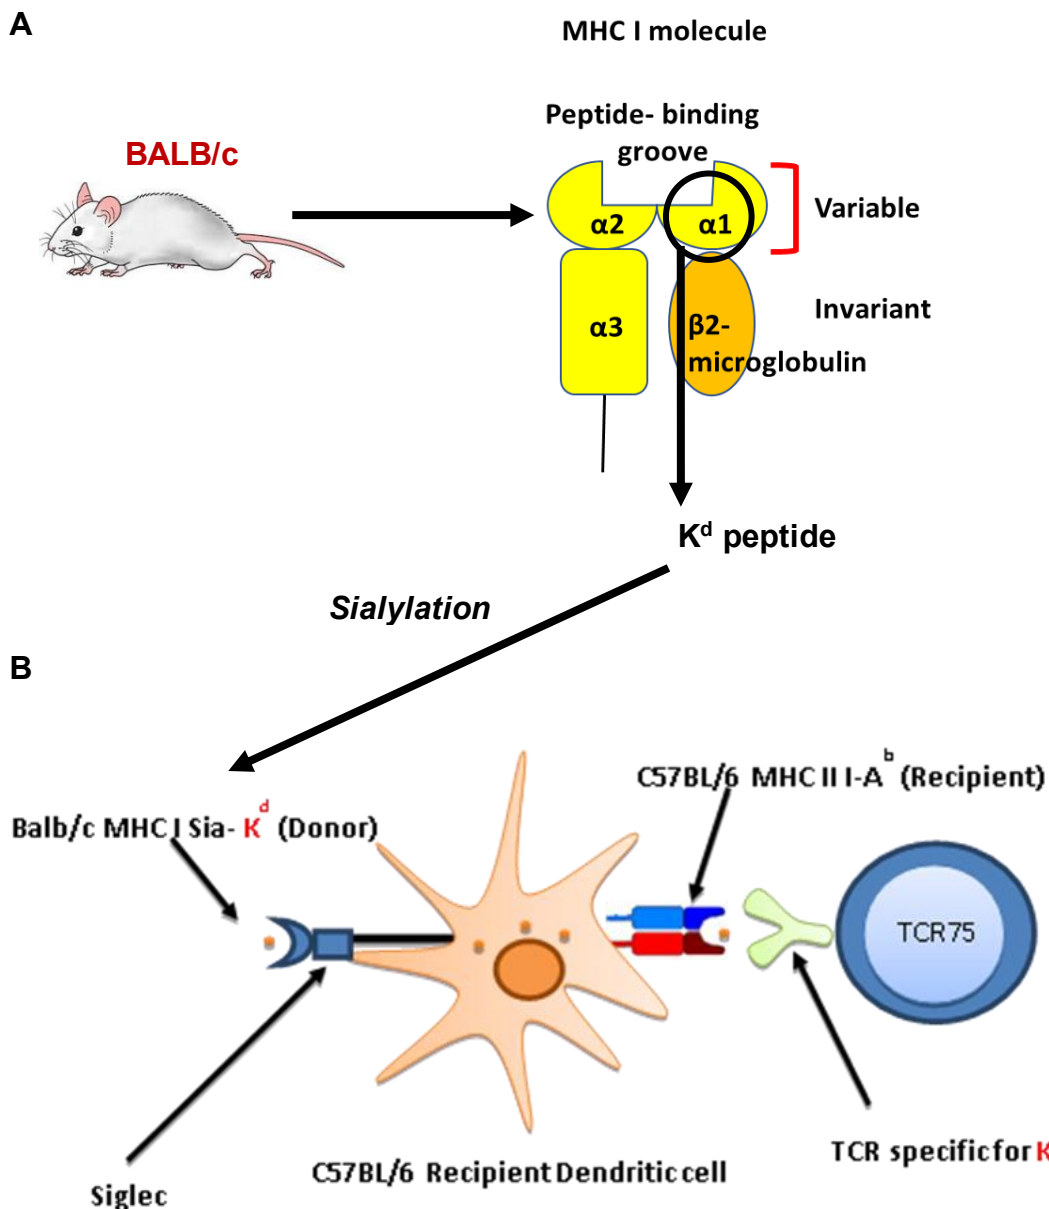 A
MHC I molecule
Peptide- binding
groove
BALB/c
α2
α1
Variable
α3
β2-
microglobulin
Invariant
Kᵈ peptide
Sialylation
B
C57BL/6 MHC II I-Aᵇ (Recipient)
Balb/c MHC I Sia- Kᵈ (Donor)
TCR75
TCR specific for K
C57BL/6 Recipient Dendritic cell
Siglec